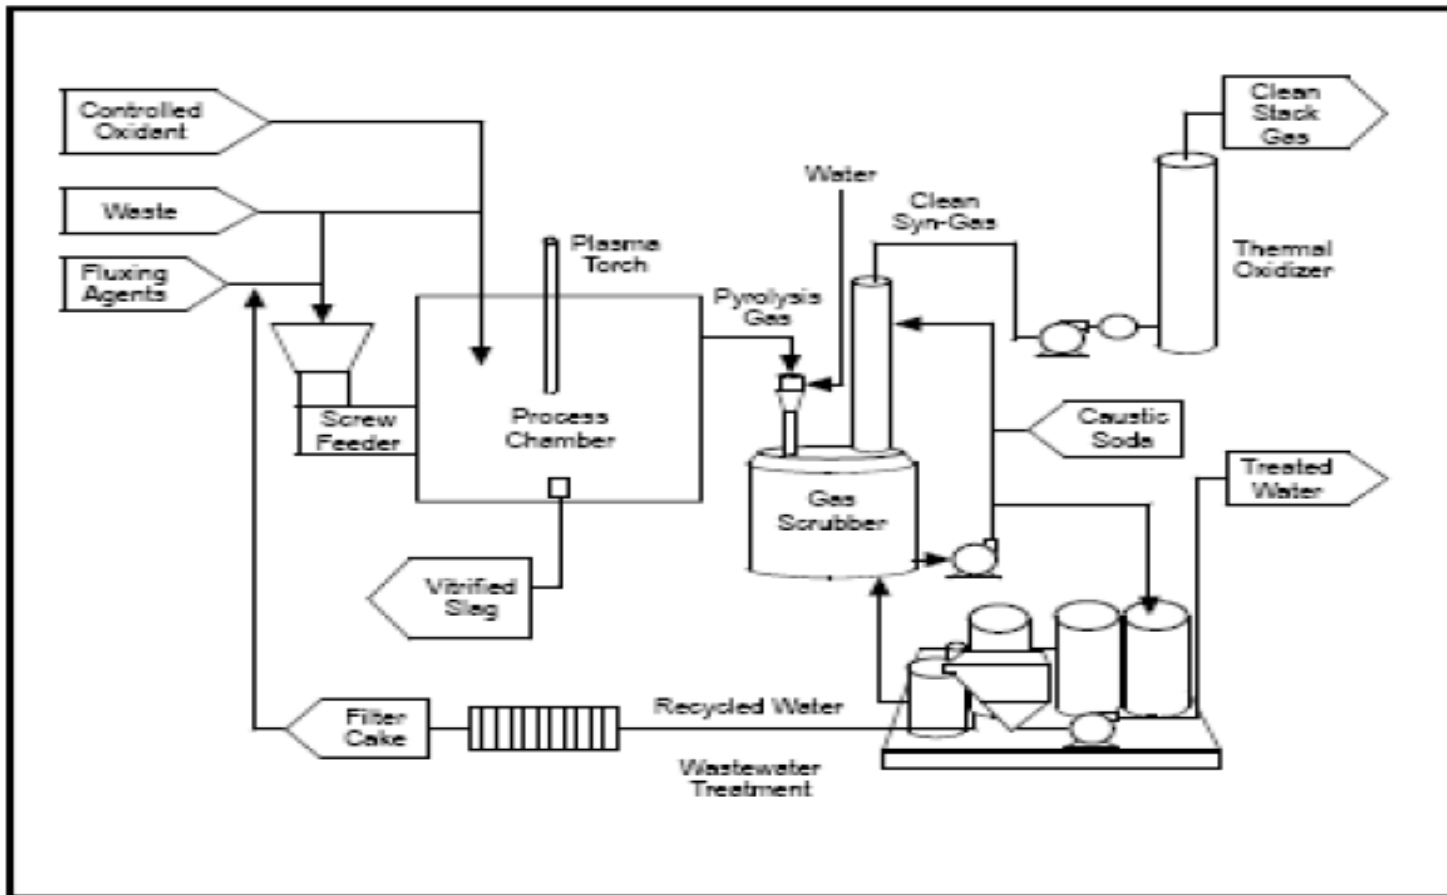 Controlled
Oxidant
Waste
Fluxing
Agents
Screw
Feeder
Plasma
Torch
Process
Chamber
Vitrified
Slag
Pyrolysis
Gas
Water
Clean
Syn-Gas
Gas
Scrubber
Clean
Stack
Gas
Thermal
Oxidizer
Caustic
Soda
Treated
Water
Filter
Cake
Recycled Water
Wastewater
Treatment